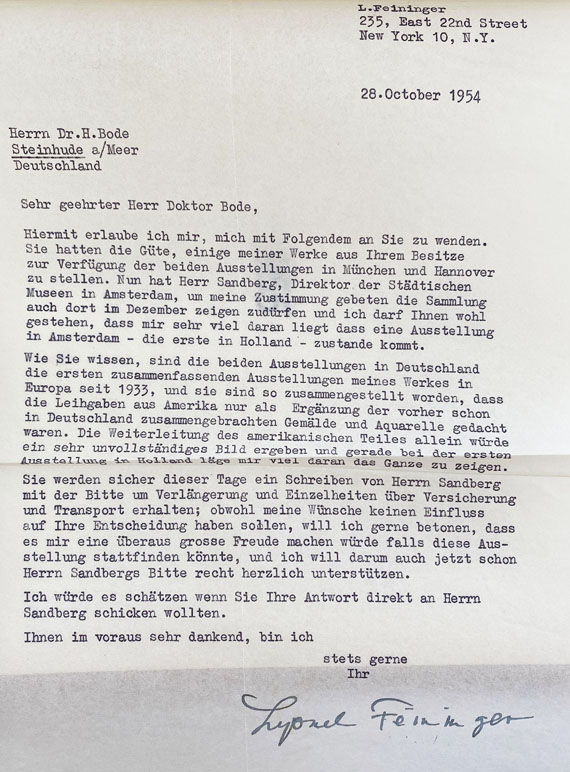 L.Feininger
235, East 22nd Street
New York 10, N.Y.
28.October 1954
Herrn Dr.H.Bode
Steinhude a/Meer
Deutschland
Sehr geehrter Herr Doktor Bode,
Hiermit erlaube ich mir, mich mit Folgendem an Sie zu wenden.
Sie hatten die Güte, einige meiner Werke aus Ihrem Besitze
zur Verfügung der beiden Ausstellungen in München und Hannover
zu stellen. Nun hat Herr Sandberg, Direktor der Städtischen
Museen in Amsterdam, um meine Zustimmung gebeten die Sammlung
auch dort im Dezember zeigen zudürfen und ich darf Ihnen wohl
gestehen, dass mir sehr viel daran liegt dass eine Ausstellung
in Amsterdam - die erste in Holland - zustande kommt.
Wie Sie wissen, sind die beiden Ausstellungen in Deutschland
die ersten zusammenfassenden Ausstellungen meines Werkes in
Europa seit 1933, und sie sind so zusammengestellt worden, dass
die Leihgaben aus Amerika nur als Ergänzung der vorher schon
in Deutschland zusammengebrachten Gemälde und Aquarelle gedacht
waren. Die Weiterleitung des amerikanischen Teiles allein würde
ein sehr unvollständiges Bild ergeben und gerade bei der ersten
Ausstellung in Holland läge mir viel daran das Ganze zu zeigen.
Sie werden sicher dieser Tage ein Schreiben von Herrn Sandberg
mit der Bitte um Verlängerung und Einzelheiten über Versicherung
und Transport erhalten; obwohl meine Wünsche keinen Einfluss
auf Ihre Entscheidung haben sollen, will ich gerne betonen, dass
es mir eine überaus grosse Freude machen würde falls diese Aus-
stellung stattfinden könnte, und ich will darum auch jetzt schon
Herrn Sandbergs Bitte recht herzlich unterstützen.
Ich würde es schätzen wenn Sie Ihre Antwort direkt an Herrn
Sandberg schicken wollten.
Ihnen im voraus sehr dankend, bin ich
stets gerne
Ihr
Lyonel Feininger